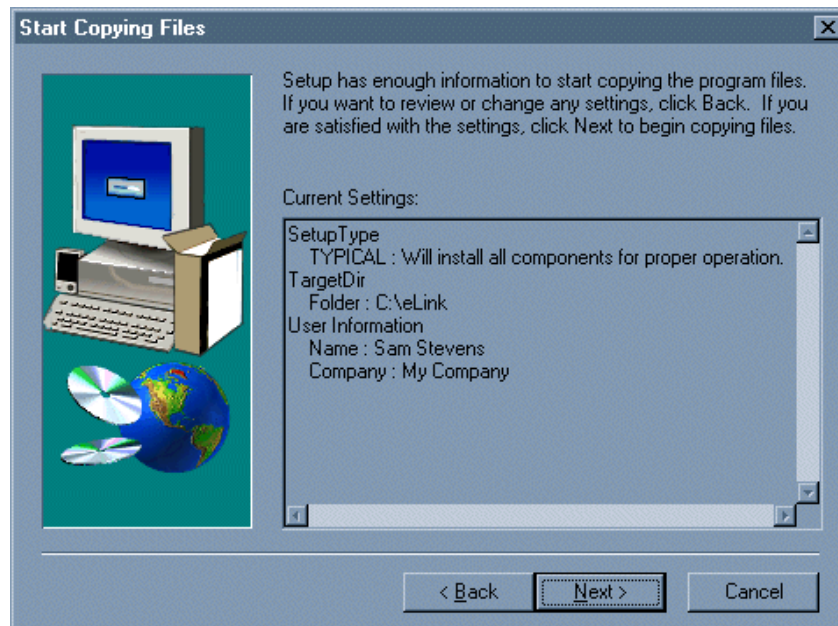 Start Copying Files
Setup has enough information to start copying the program files.
If you want to review or change any settings, click Back. If you
are satisfied with the settings, click Next to begin copying files.
Current Settings:
SetupType
TYPICAL : Will install all components for proper operation.
TargetDir
Folder : C:\eLink
User Information
Name : Sam Stevens
Company : My Company
< Back
Next >
Cancel